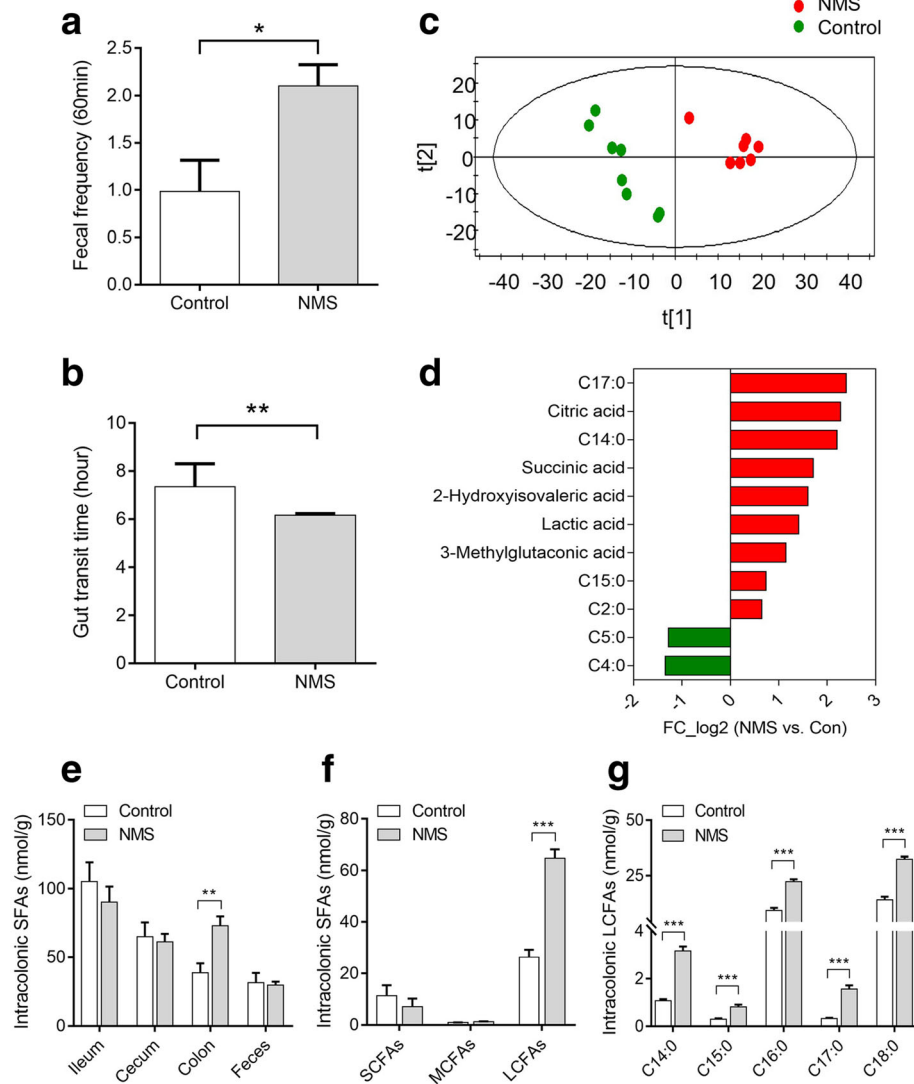 a
*
Fecal frequency (60min)
2.5
2.0
1.5
1.0
0.5
0.0
Control
NMS
c
NMS
Control
t[2]
20
10
0
-10
-20
-40 -30 -20 -10 0 10 20 30 40
t[1]
b
**
Gut transit time (hour)
10
8
6
4
2
0
Control
NMS
d
C17:0
Citric acid
C14:0
Succinic acid
2-Hydroxyisovaleric acid
Lactic acid
3-Methylglutaconic acid
C15:0
C2:0
C5:0
C4:0
-2 -1 0 1 2 3
FC_log2 (NMS vs. Con)
e
Control
NMS
Intracolonic SFAs (nmol/g)
150
100
50
0
**
Ileum
Cecum
Colon
Feces
f
Control
NMS
Intracolonic SFAs (nmol/g)
80
60
40
20
0
***
SCFAs
MCFAs
LCFAs
g
Control
NMS
Intracolonic LCFAs (nmol/g)
50
25
4
2
0
***
***
***
***
***
C14:0
C15:0
C16:0
C17:0
C18:0